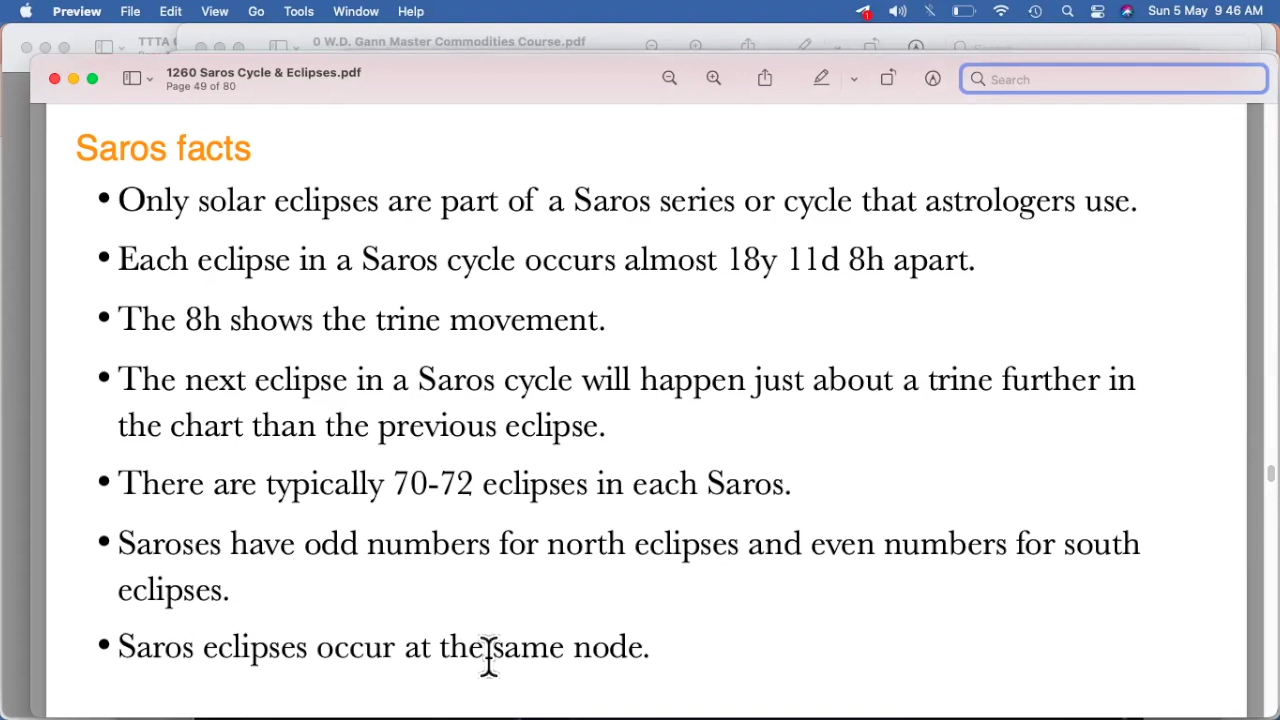 Preview File Edit View Go Tools Window Help 1 Sun 5 May 9:46 AM
TTTA 0 W.D. Gann Master Commodities Course.pdf
1260 Saros Cycle & Eclipses.pdf
Page 49 of 80
Search
Saros facts
• Only solar eclipses are part of a Saros series or cycle that astrologers use.
• Each eclipse in a Saros cycle occurs almost 18y 11d 8h apart.
• The 8h shows the trine movement.
• The next eclipse in a Saros cycle will happen just about a trine further in
the chart than the previous eclipse.
• There are typically 70-72 eclipses in each Saros.
• Saroses have odd numbers for north eclipses and even numbers for south
eclipses.
• Saros eclipses occur at the same node.